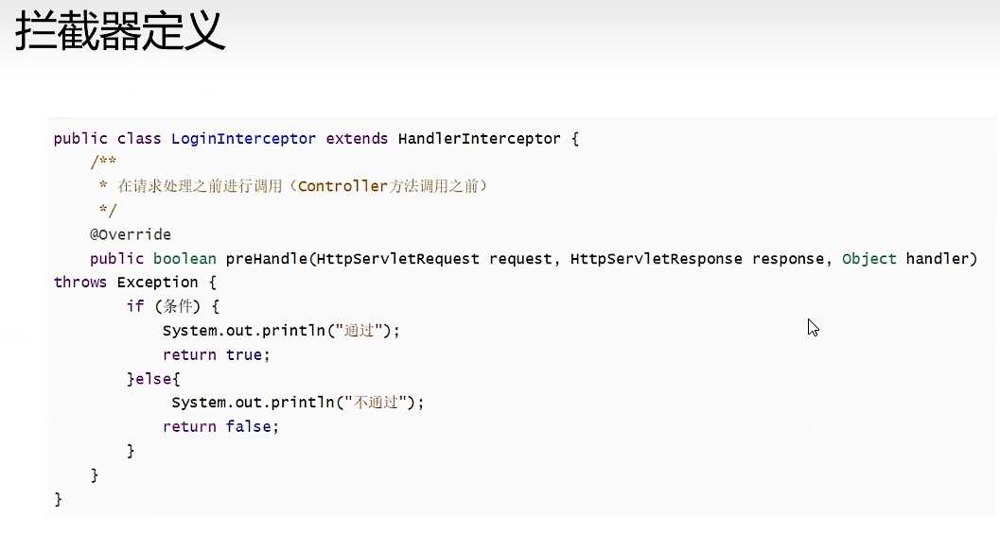 拦截器定义
public class LoginInterceptor extends HandlerInterceptor {
    /**
     * 在请求处理之前进行调用（Controller方法调用之前）
     */
    @Override
    public boolean preHandle(HttpServletRequest request, HttpServletResponse response, Object handler)
throws Exception {
        if (条件) {
            System.out.println("通过");
            return true;
        }else{
             System.out.println("不通过");
            return false;
        }
    }
}